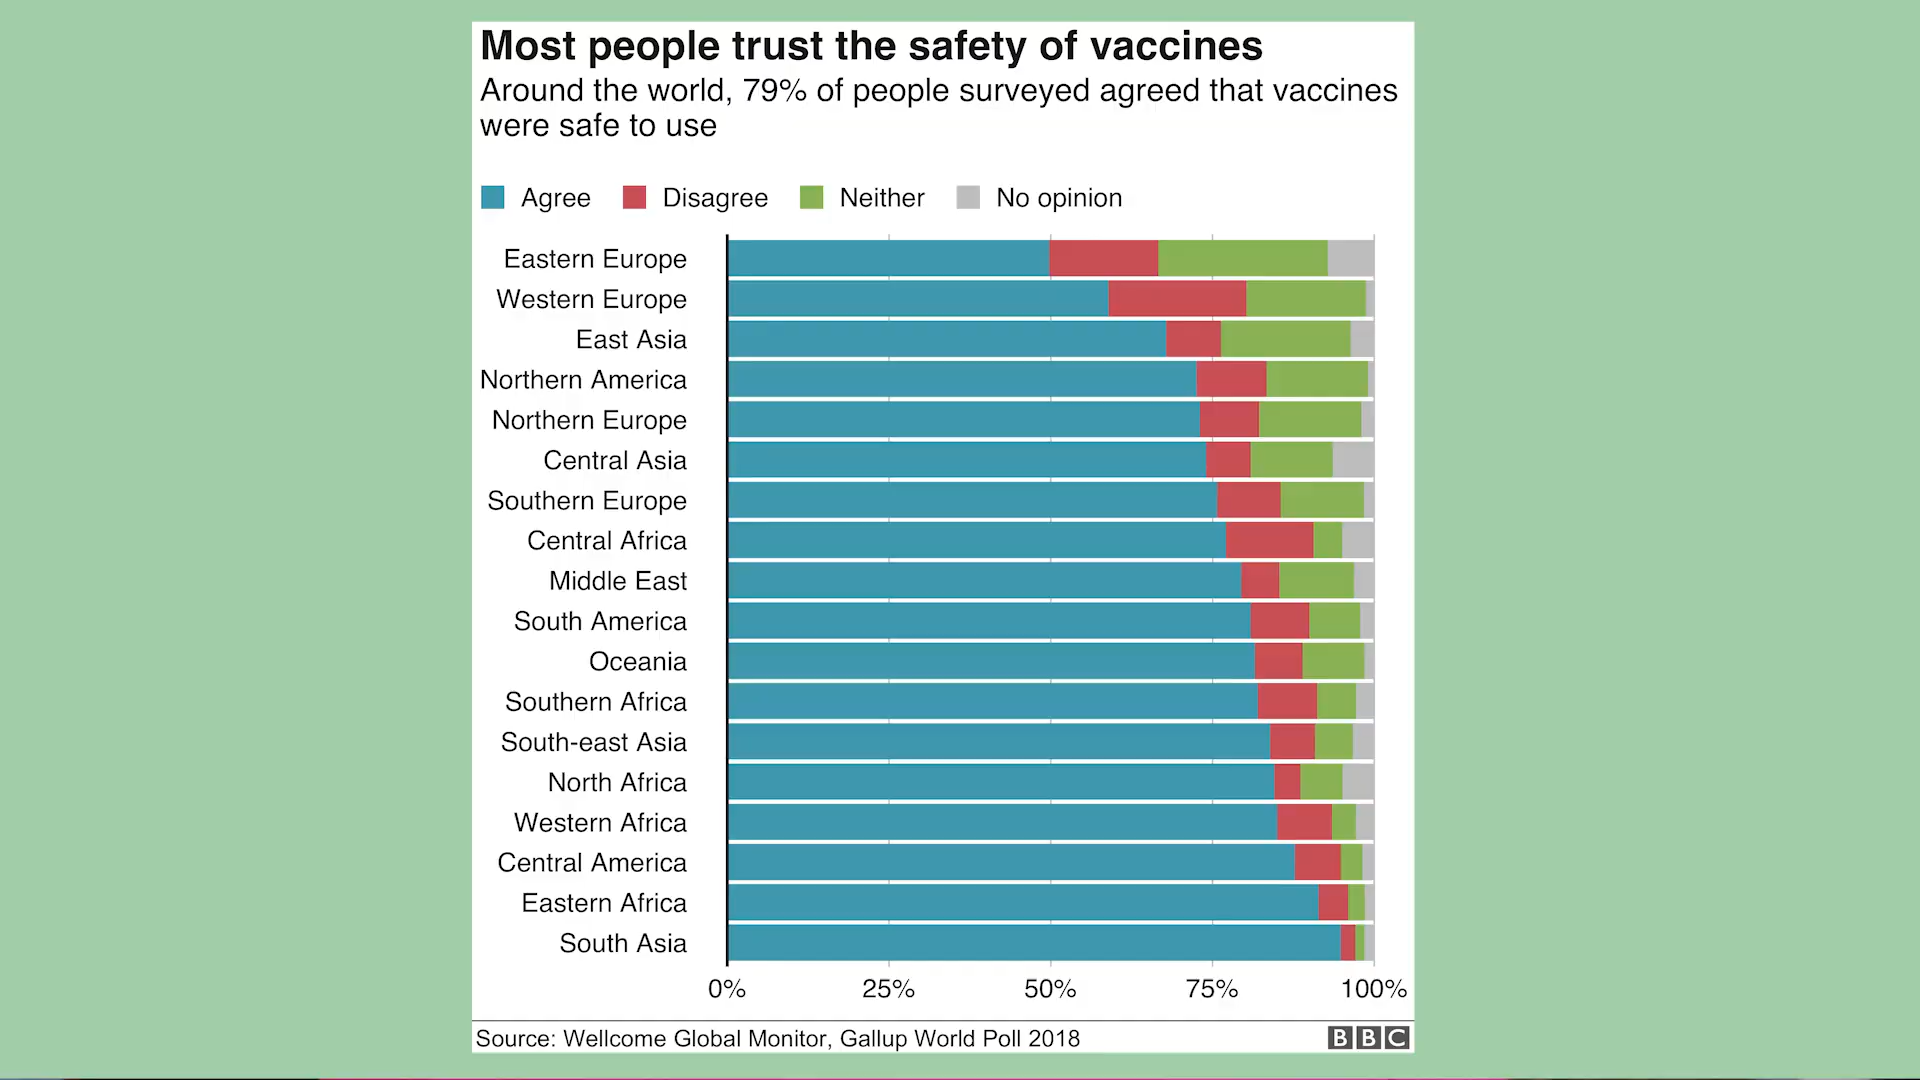 Most people trust the safety of vaccines
Around the world, 79% of people surveyed agreed that vaccines
were safe to use
Agree Disagree Neither No opinion
Eastern Europe
Western Europe
East Asia
Northern America
Northern Europe
Central Asia
Southern Europe
Central Africa
Middle East
South America
Oceania
Southern Africa
South-east Asia
North Africa
Western Africa
Central America
Eastern Africa
South Asia
0% 25% 50% 75% 100%
Source: Wellcome Global Monitor, Gallup World Poll 2018 BBC